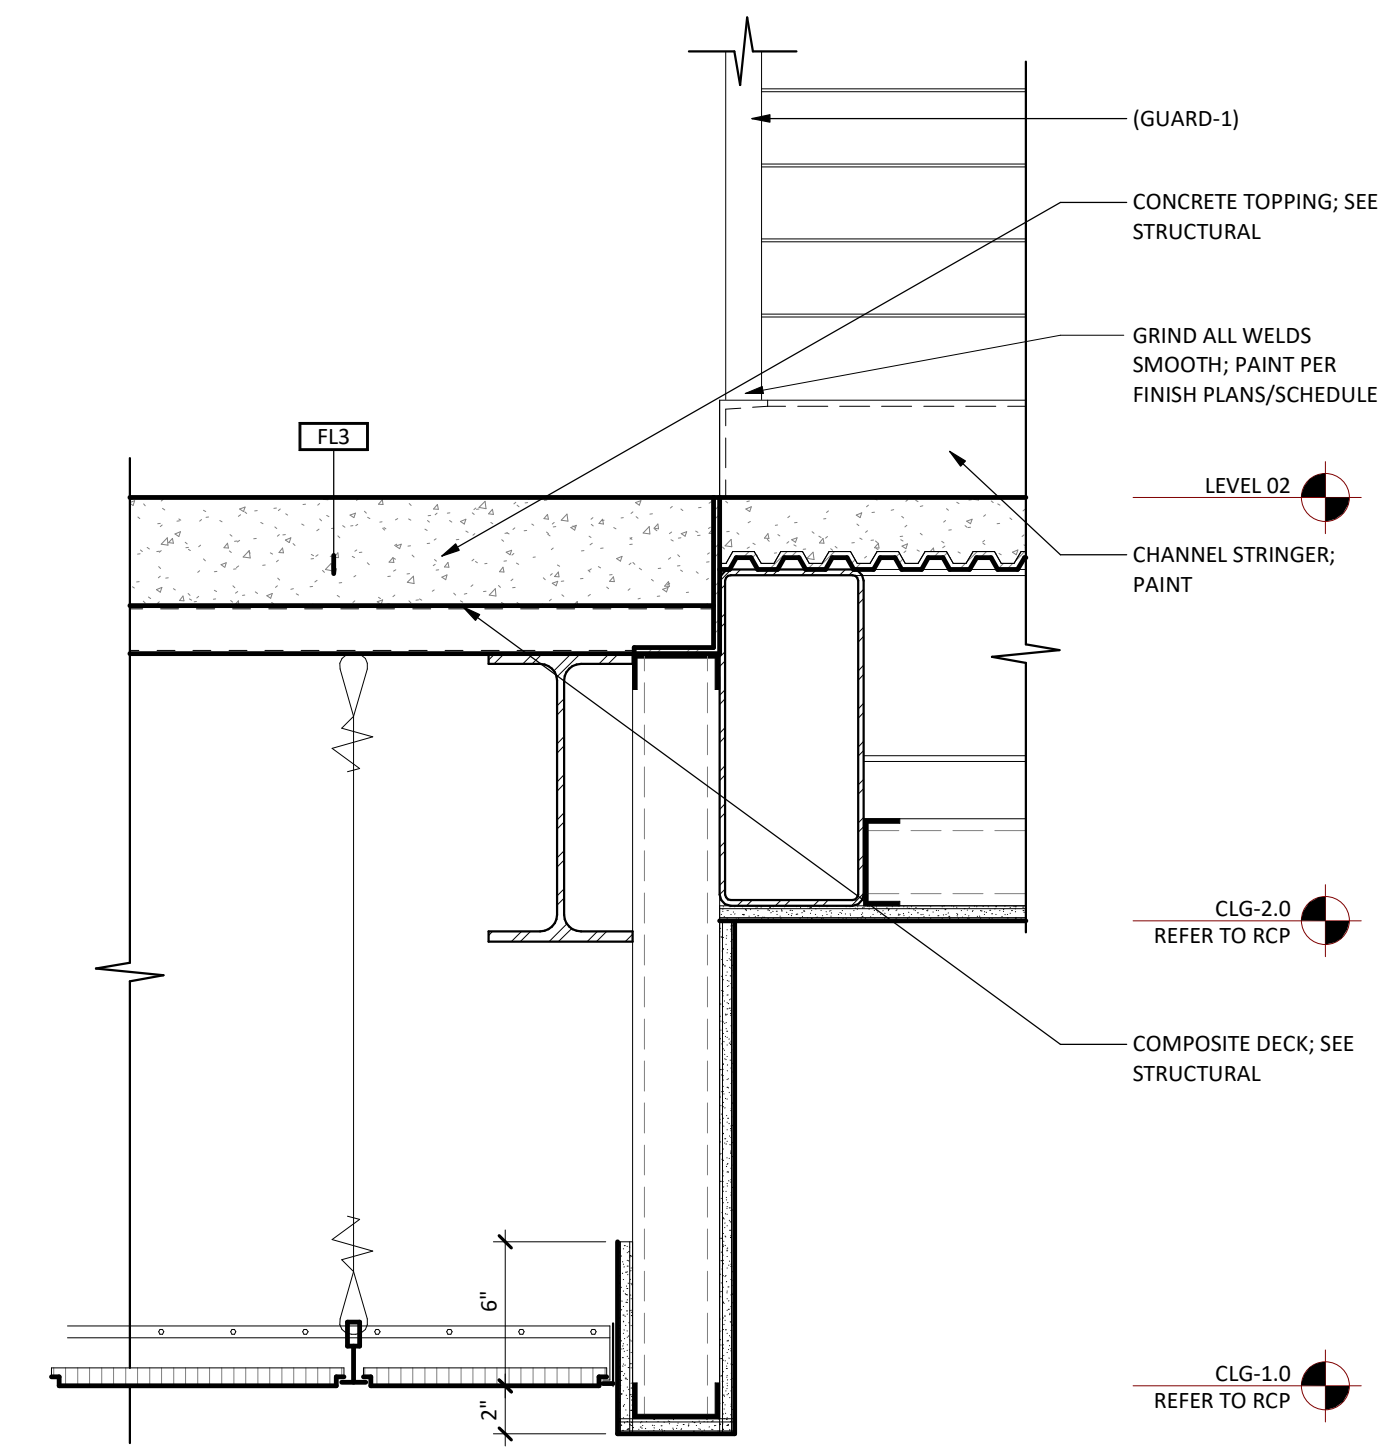 (GUARD-1)
CONCRETE TOPPING; SEE
STRUCTURAL
GRIND ALL WELDS
SMOOTH; PAINT PER
FINISH PLANS/SCHEDULE
FL3
LEVEL 02
CHANNEL STRINGER;
PAINT
CLG-2.0
REFER TO RCP
COMPOSITE DECK; SEE
STRUCTURAL
6"
2"
CLG-1.0
REFER TO RCP